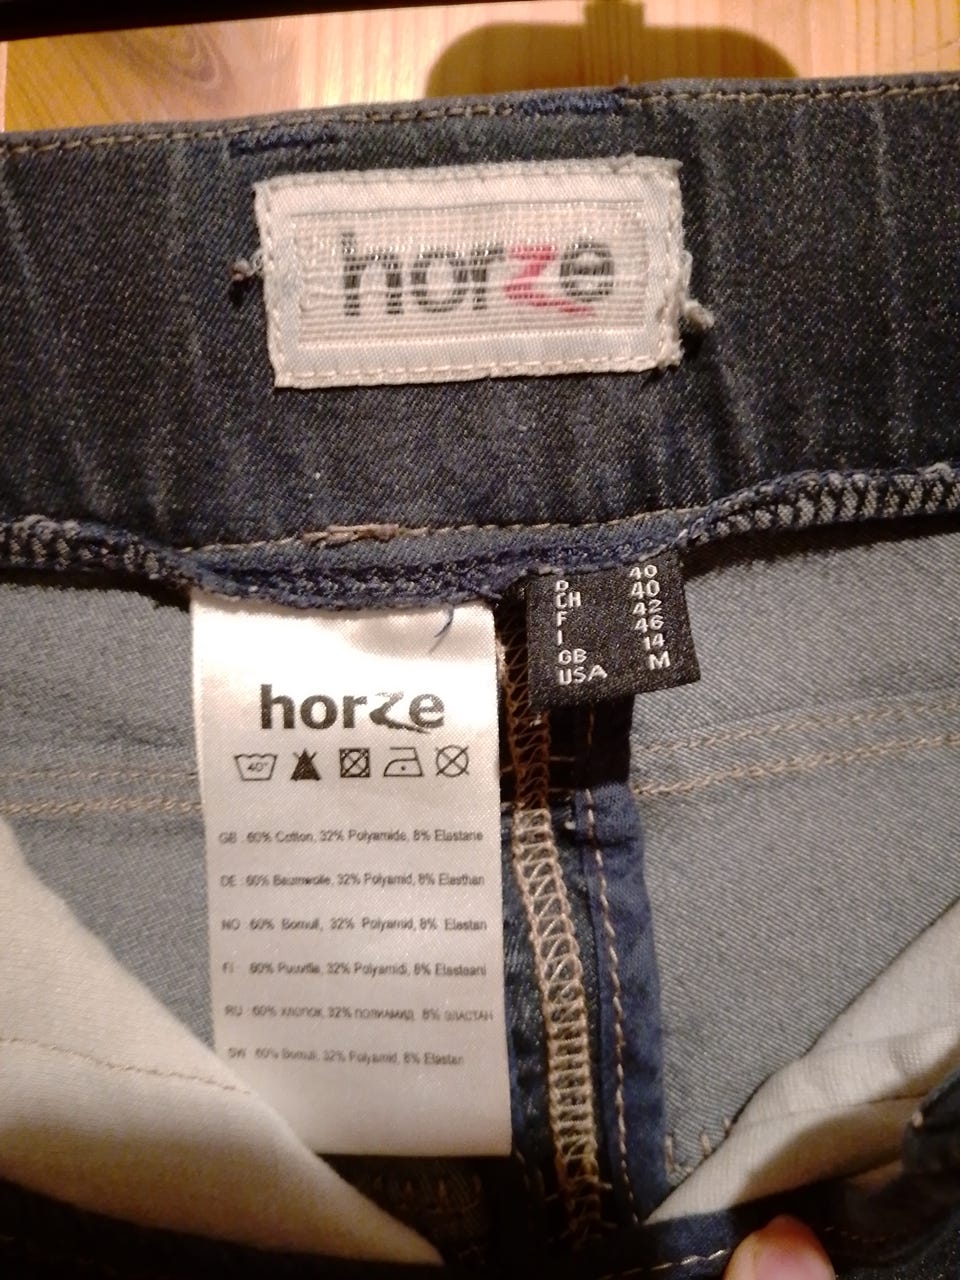 horze
D 40
CH 40
F 42
I 46
GB 14
USA M
horze
40°
GB : 60% Cotton, 32% Polyamide, 8% Elastane
DE : 60% Baumwolle, 32% Polyamid, 8% Elasthan
NO : 60% Bomull, 32% Polyamid, 8% Elastan
FI : 60% Puuvilla, 32% Polyamidi, 8% Elastaani
RU : 60% хлопок, 32% полиамид, 8% эластан
SW : 60% Bomull, 32% Polyamid, 8% Elastan